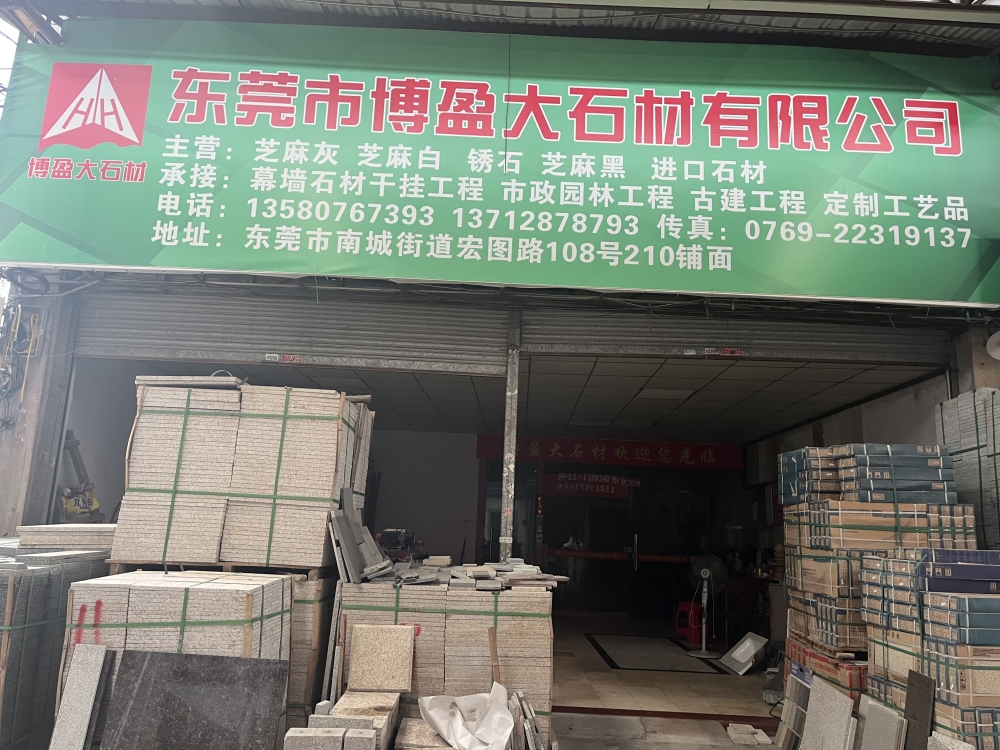 东莞市博盈大石材有限公司
HH
博盈大石材
主营：芝麻灰 芝麻白 锈石 芝麻黑 进口石材
承接：幕墙石材干挂工程 市政园林工程 古建工程 定制工艺品
电话：13580767393 13712878793 传真：0769-22319137
地址：东莞市南城街道宏图路108号210铺面
盈大石材欢迎您光临
11